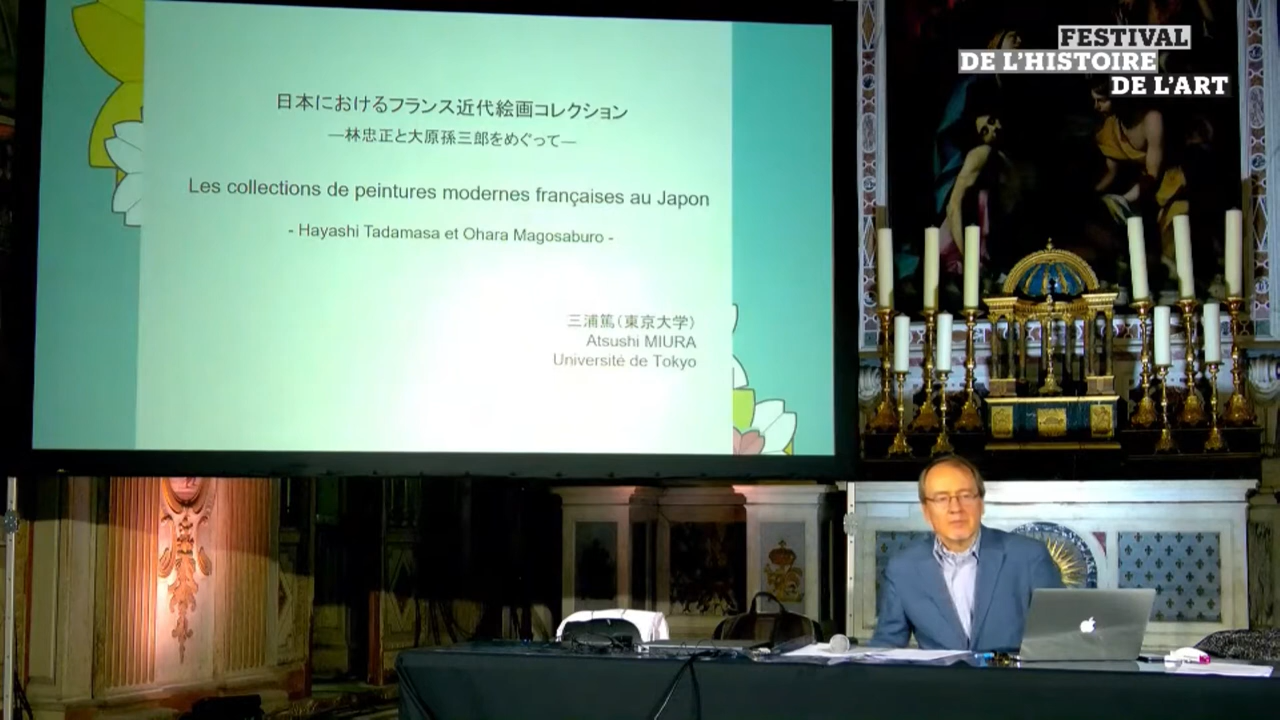 FESTIVAL
DE L'HISTOIRE
DE L'ART
日本におけるフランス近代絵画コレクション
―林忠正と大原孫三郎をめぐって―
Les collections de peintures modernes françaises au Japon
- Hayashi Tadamasa et Ohara Magosaburo -
三浦篤(東京大学)
Atsushi MIURA
Université de Tokyo